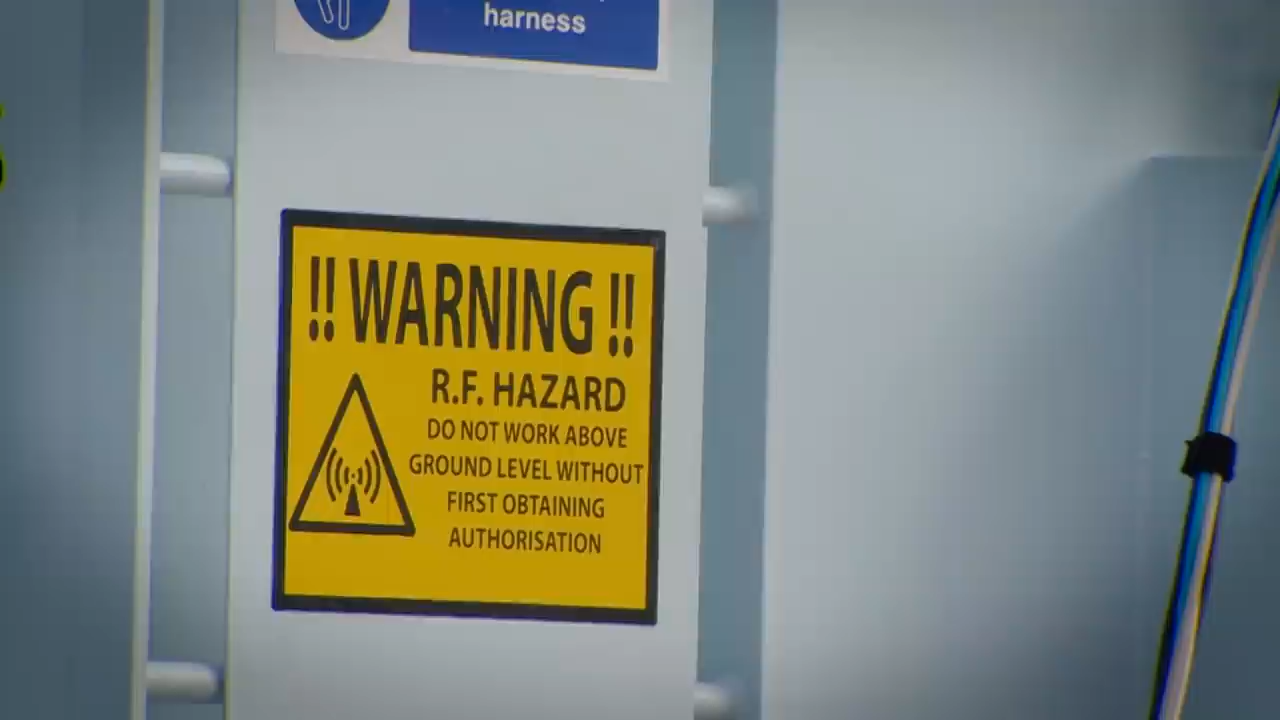 harness
!! WARNING !!
R.F. HAZARD
DO NOT WORK ABOVE
GROUND LEVEL WITHOUT
FIRST OBTAINING
AUTHORISATION